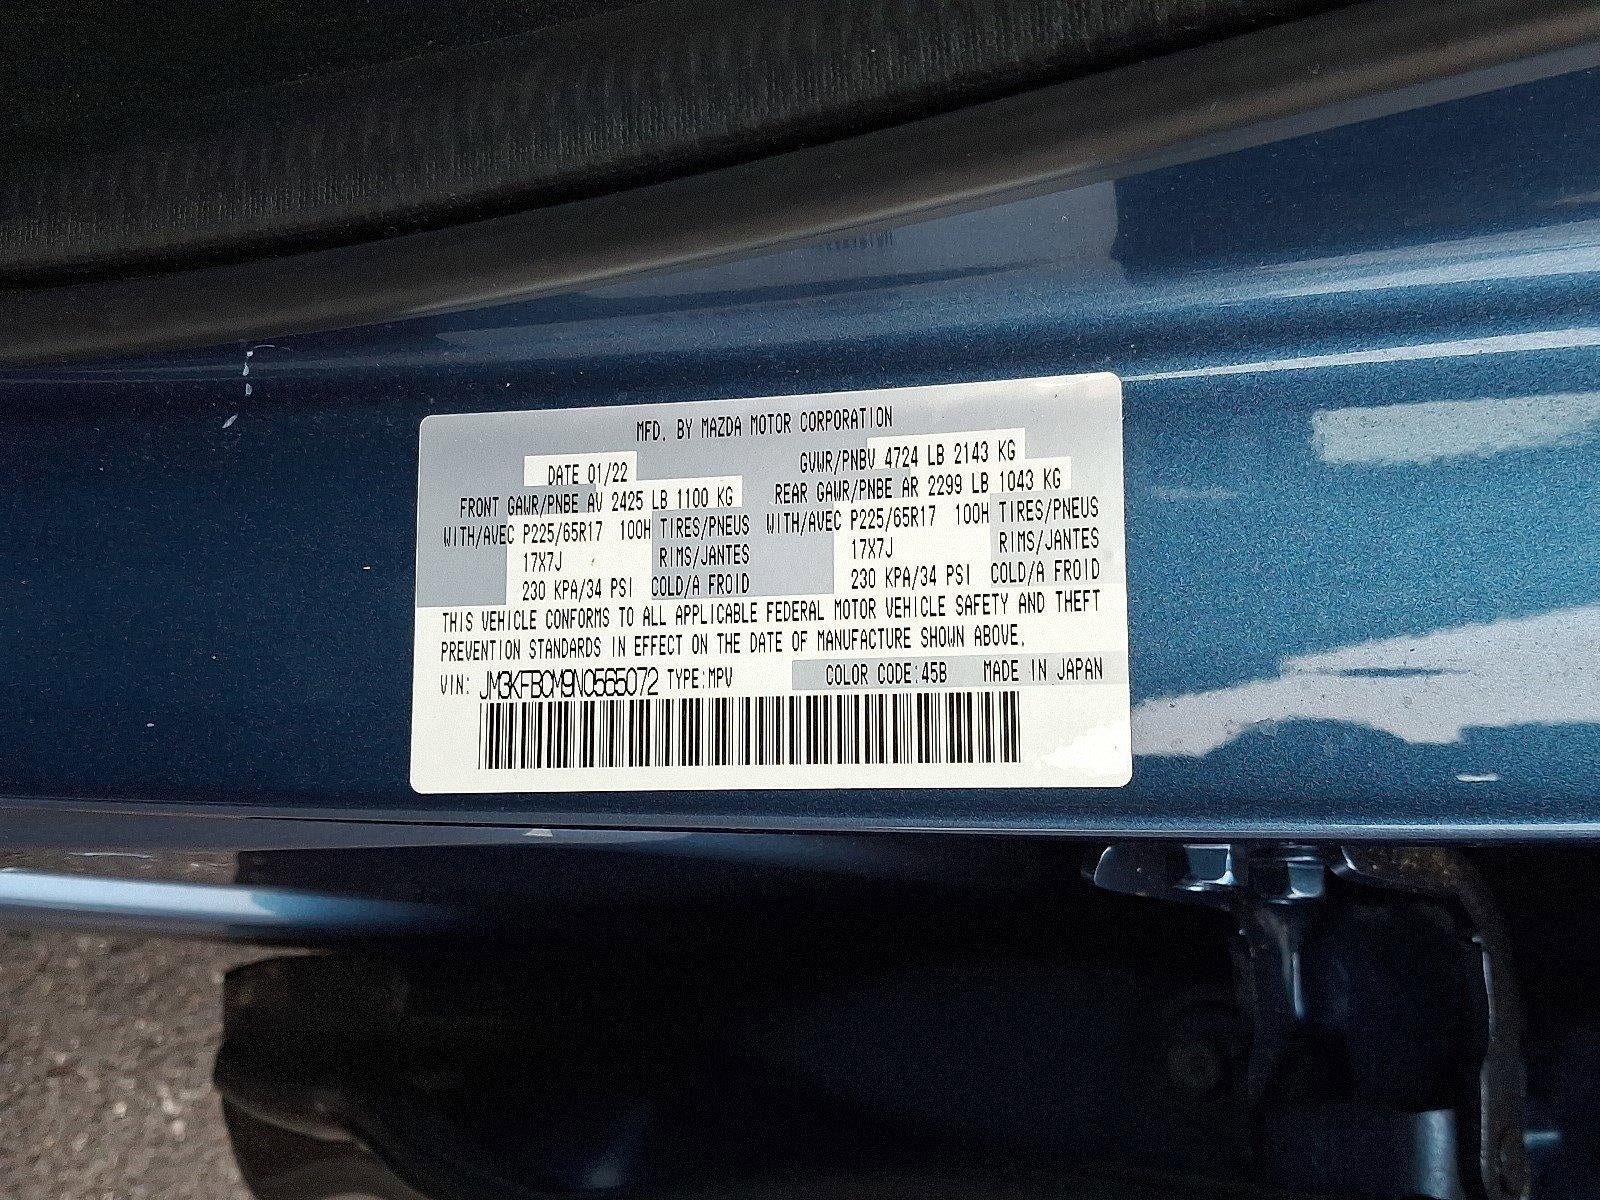 MFD. BY MAZDA MOTOR CORPORATION
DATE 01/22 GVWR/PNBV 4724 LB 2143 KG
FRONT GAWR/PNBE AV 2425 LB 1100 KG REAR GAWR/PNBE AR 2299 LB 1043 KG
WITH/AVEC P225/65R17 100H TIRES/PNEUS WITH/AVEC P225/65R17 100H TIRES/PNEUS
17X7J RIMS/JANTES 17X7J RIMS/JANTES
230 KPA/34 PSI COLD/A FROID 230 KPA/34 PSI COLD/A FROID
THIS VEHICLE CONFORMS TO ALL APPLICABLE FEDERAL MOTOR VEHICLE SAFETY AND THEFT
PREVENTION STANDARDS IN EFFECT ON THE DATE OF MANUFACTURE SHOWN ABOVE.
VIN: JM3KFBCM9N0565072 TYPE:MPV COLOR CODE:45B MADE IN JAPAN